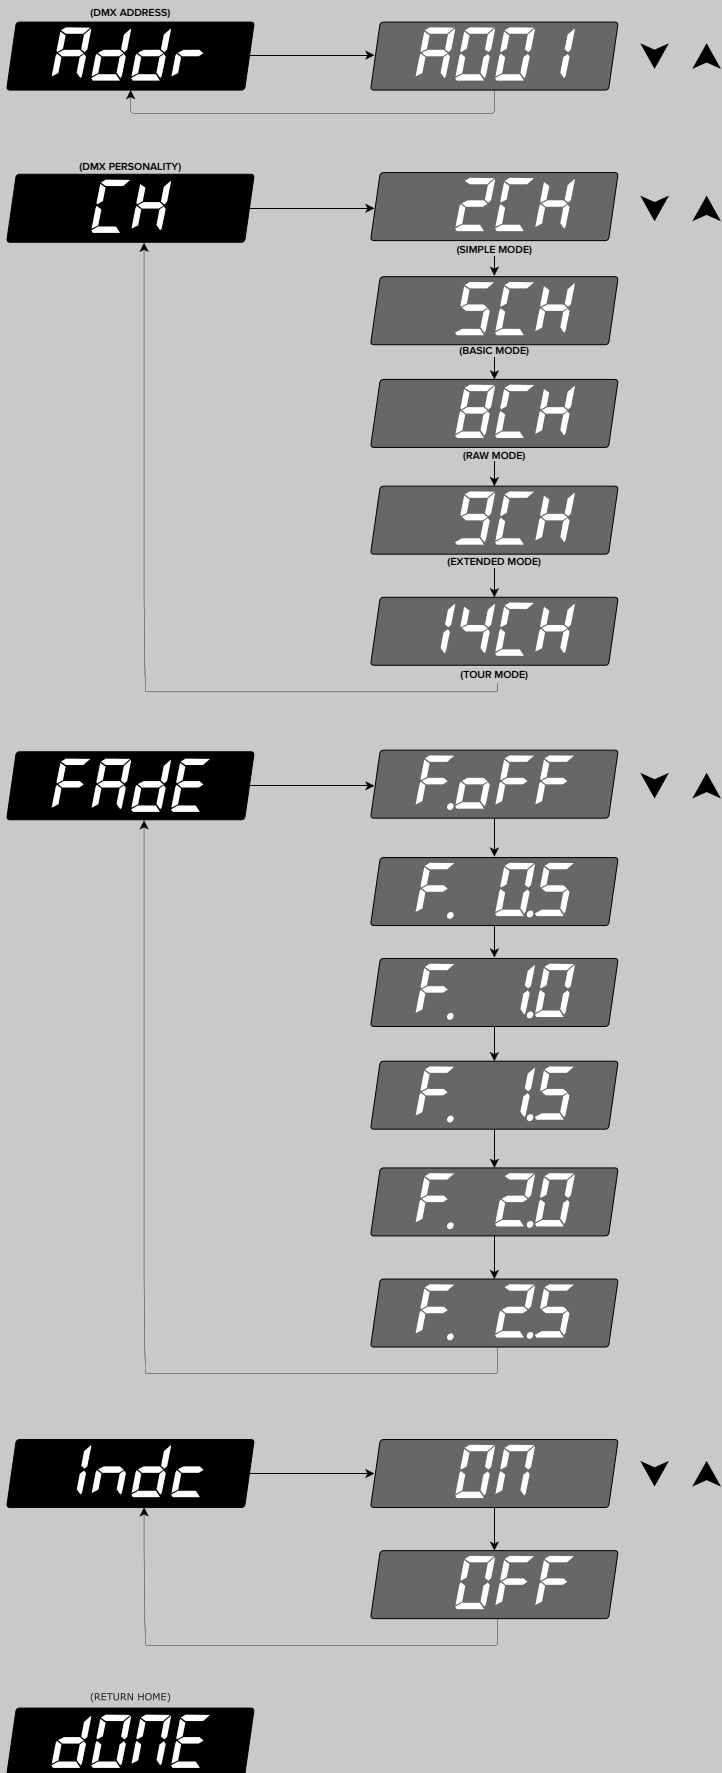 (DMX ADDRESS)
Addr A001
(DMX PERSONALITY)
CH 2CH
(SIMPLE MODE)
5CH
(BASIC MODE)
8CH
(RAW MODE)
9CH
(EXTENDED MODE)
14CH
(TOUR MODE)
FAdE F.oFF
F. 0.5
F. 1.0
F. 1.5
F. 2.0
F. 2.5
Indc ON
OFF
(RETURN HOME)
dONE